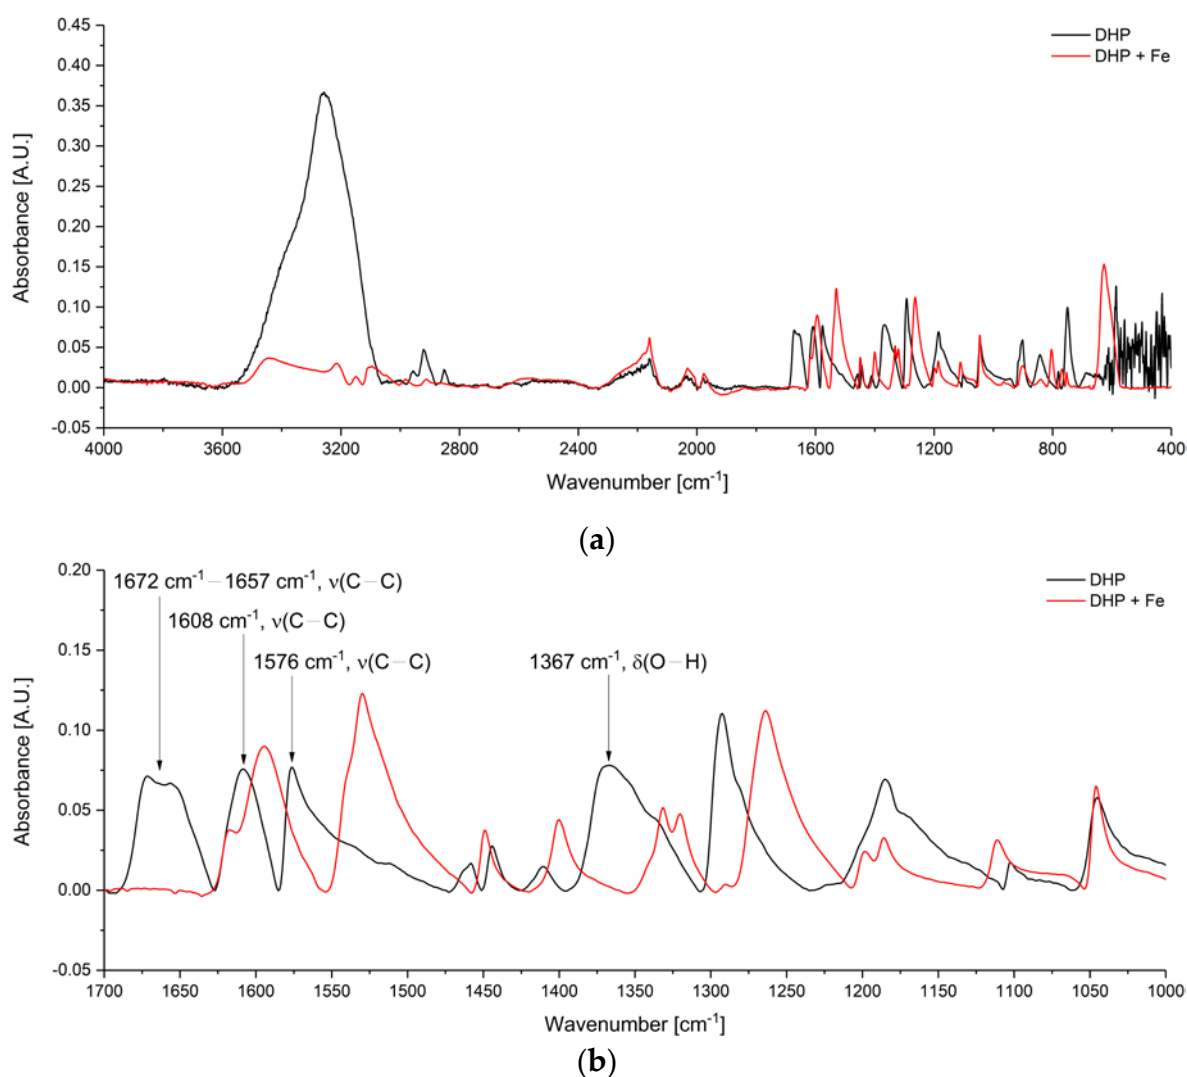 0.45
0.40
0.35
0.30
0.25
0.20
0.15
0.10
0.05
0.00
-0.05
Absorbance [A.U.]
DHP
DHP + Fe
4000 3600 3200 2800 2400 2000 1600 1200 800 400
Wavenumber [cm-1]
(a)
0.20
0.15
0.10
0.05
0.00
-0.05
Absorbance [A.U.]
1672 cm-1 – 1657 cm-1, ν(C–C)
1608 cm-1, ν(C–C)
1576 cm-1, ν(C–C)
1367 cm-1, δ(O–H)
DHP
DHP + Fe
1700 1650 1600 1550 1500 1450 1400 1350 1300 1250 1200 1150 1100 1050 1000
Wavenumber [cm-1]
(b)